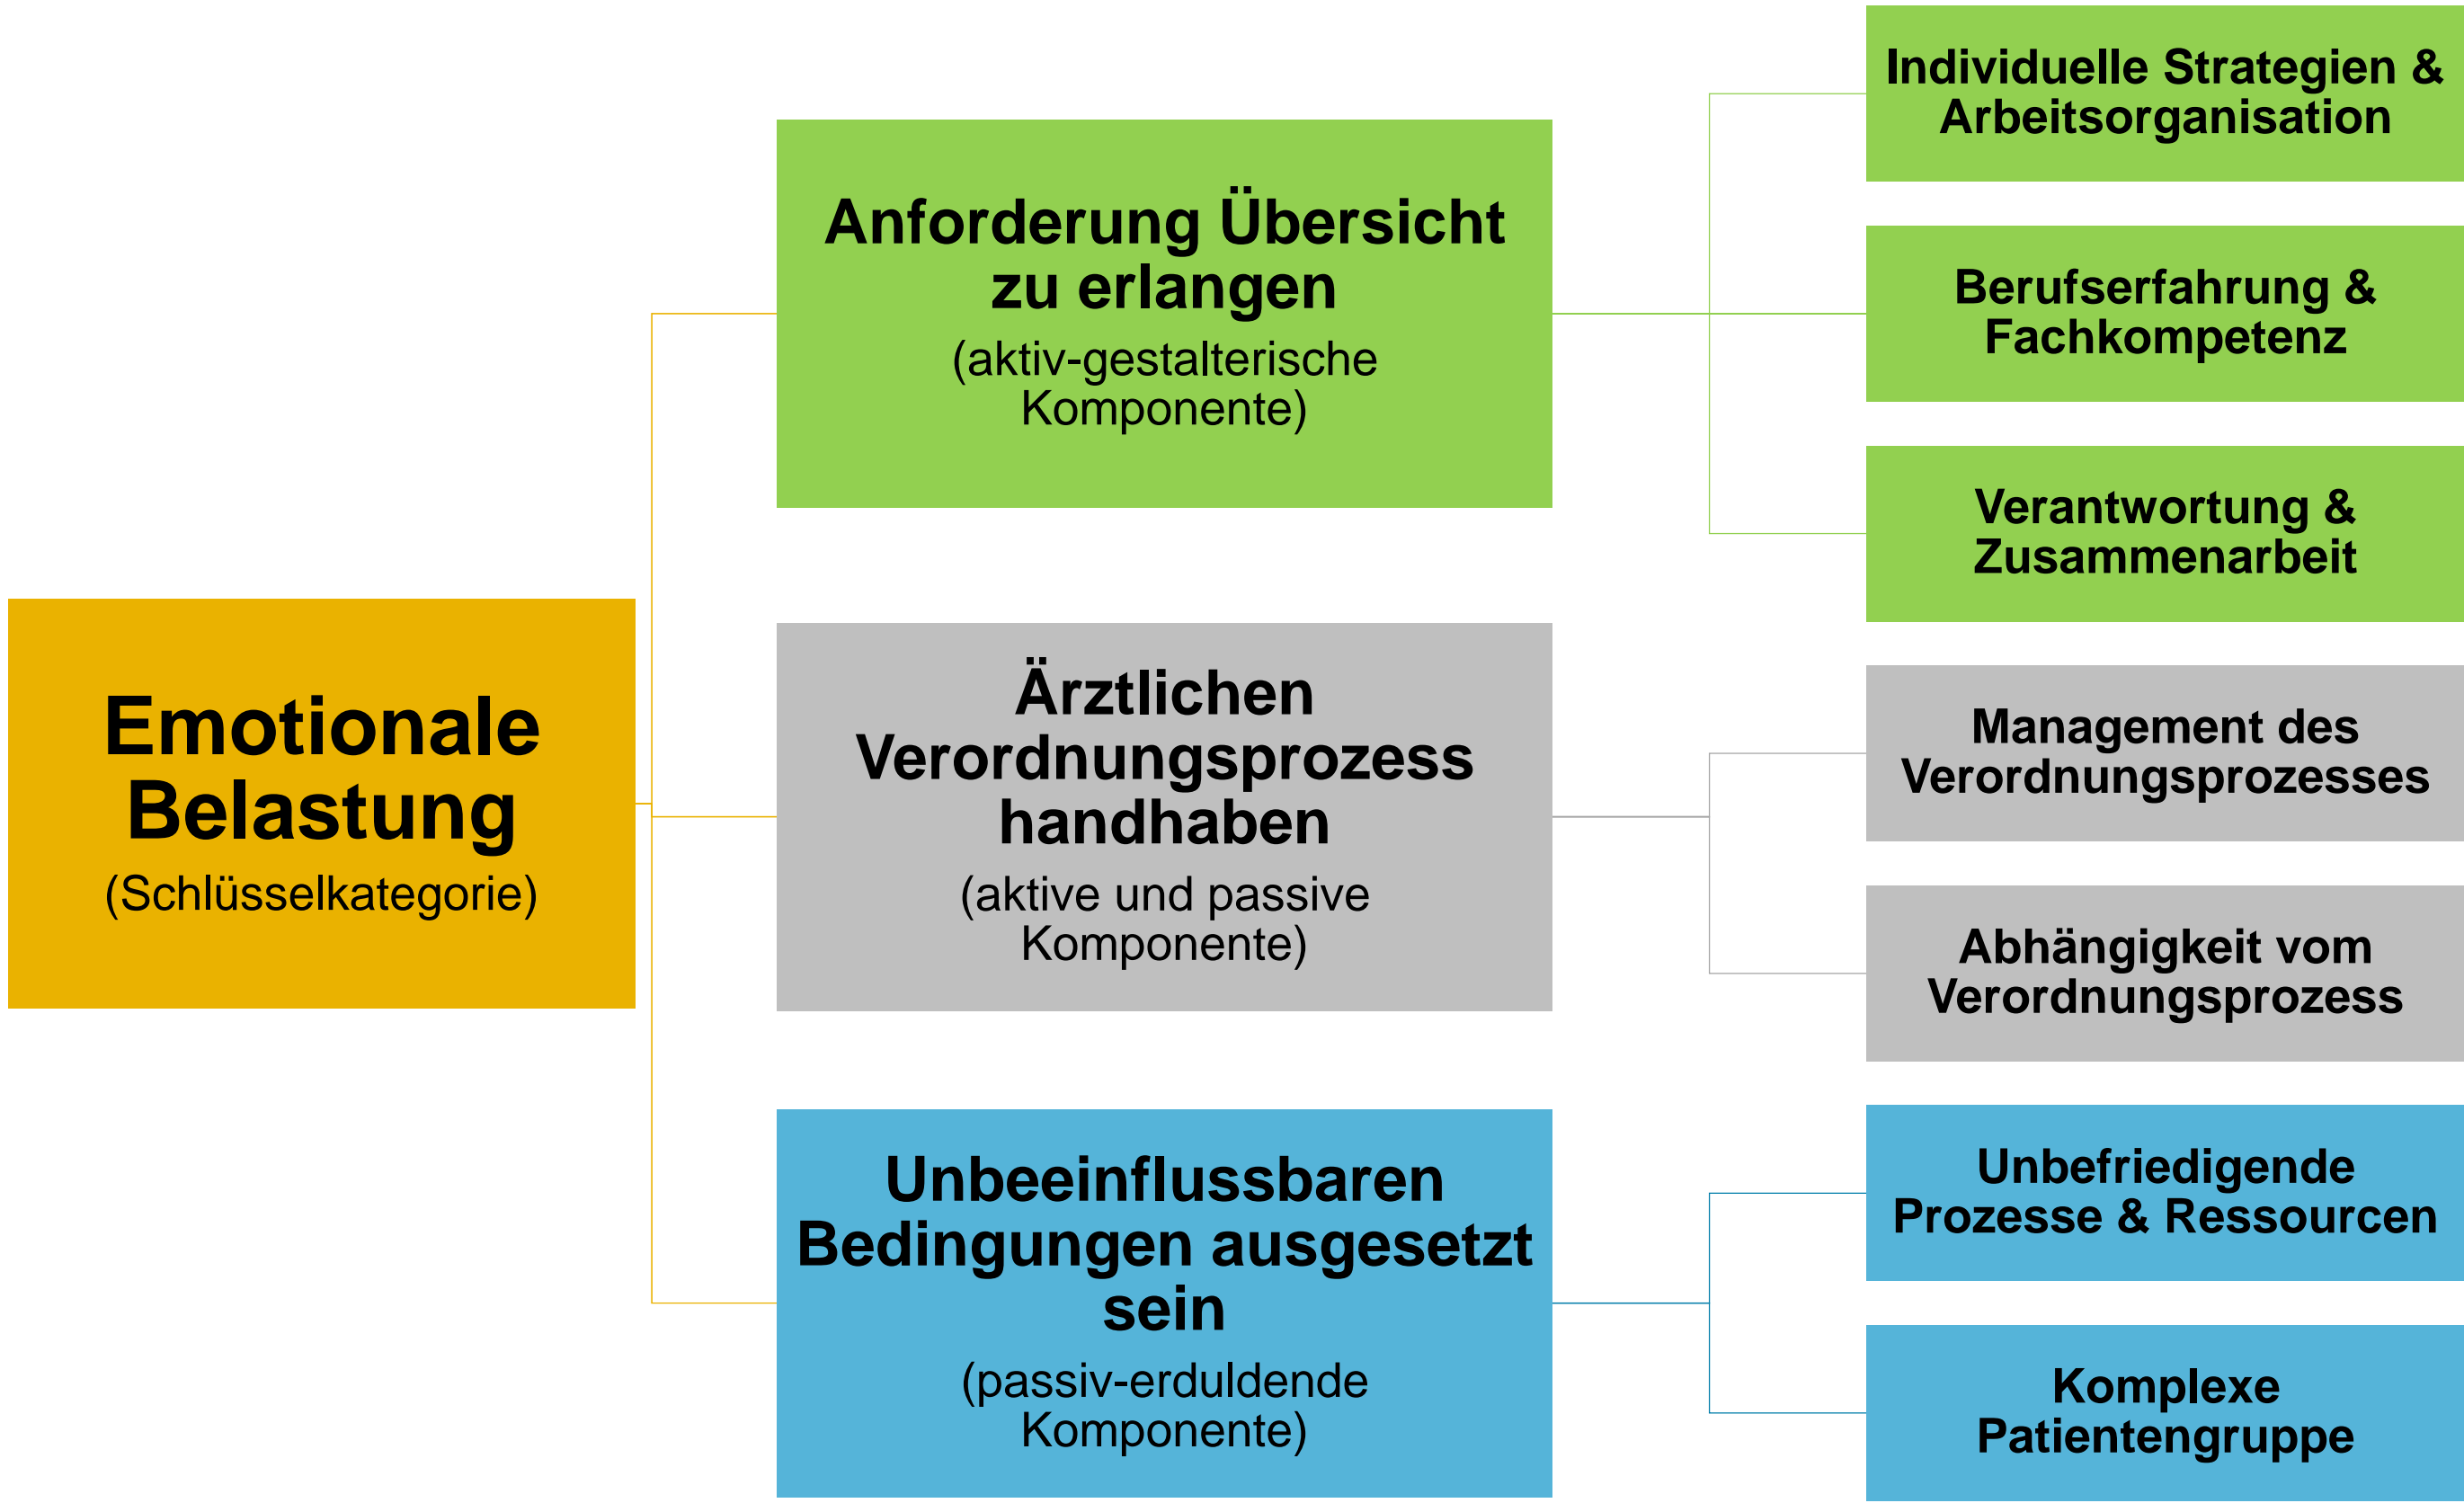 Emotionale
Belastung
(Schlüsselkategorie)
Anforderung Übersicht
zu erlangen
(aktiv-gestalterische
Komponente)
Individuelle Strategien &
Arbeitsorganisation
Berufserfahrung &
Fachkompetenz
Verantwortung &
Zusammenarbeit
Ärztlichen
Verordnungsprozess
handhaben
(aktive und passive
Komponente)
Management des
Verordnungsprozesses
Abhängigkeit vom
Verordnungsprozess
Unbeeinflussbaren
Bedingungen ausgesetzt
sein
(passiv-erduldende
Komponente)
Unbefriedigende
Prozesse & Ressourcen
Komplexe
Patientengruppe